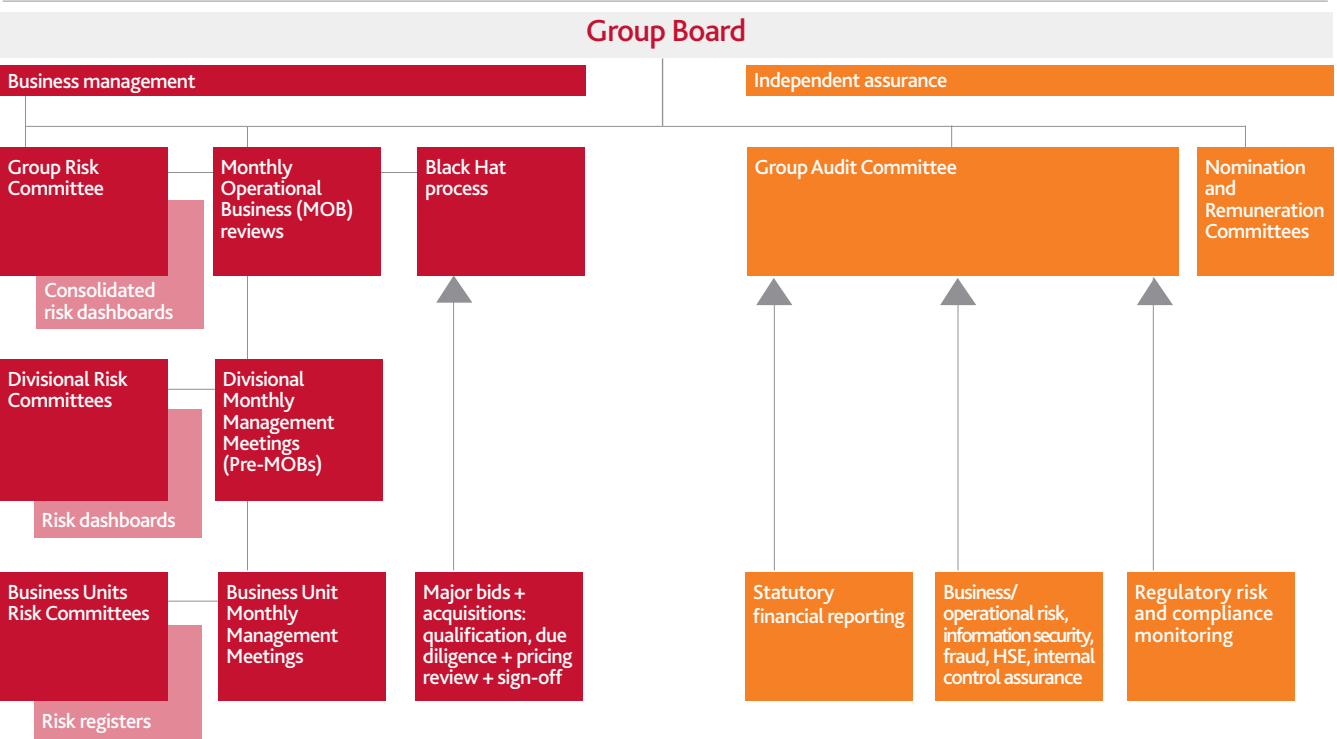 Group Board
Business management
Independent assurance
Group Risk
Committee
Consolidated
risk dashboards
Monthly
Operational
Business (MOB)
reviews
Black Hat
process
Group Audit Committee
Nomination
and
Remuneration
Committees
Divisional Risk
Committees
Risk dashboards
Divisional
Monthly
Management
Meetings
(Pre-MOBs)
Business Units
Risk Committees
Risk registers
Business Unit
Monthly
Management
Meetings
Major bids +
acquisitions:
qualification, due
diligence + pricing
review + sign-off
Statutory
financial reporting
Business/
operational risk,
information security,
fraud, HSE, internal
control assurance
Regulatory risk
and compliance
monitoring